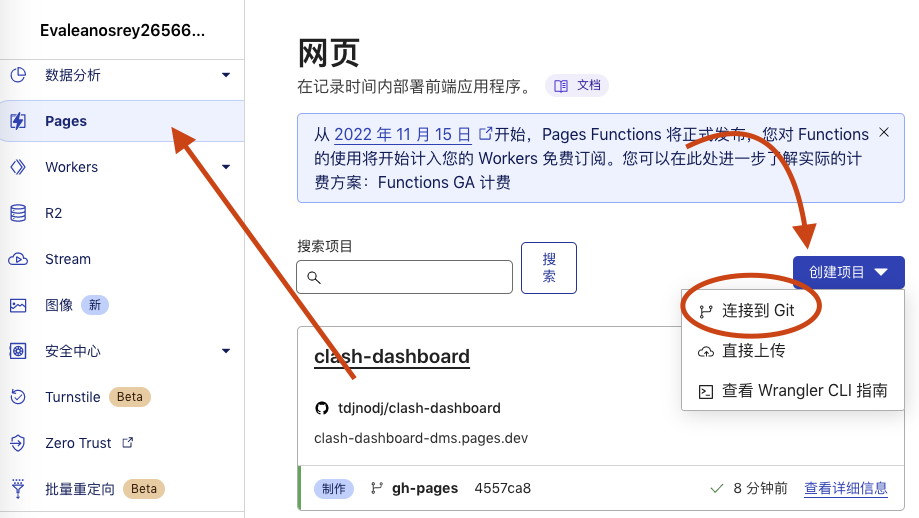 Evaleanosrey26566...
数据分析
Pages
Workers
R2
Stream
图像 新
安全中心
Turnstile Beta
Zero Trust
批量重定向 Beta
网页
在记录时间内部署前端应用程序。 文档
从 2022 年 11 月 15 日 开始，Pages Functions 将正式发布，您对 Functions
的使用将开始计入您的 Workers 免费订阅。您可以在此处进一步了解实际的计
费方案：Functions GA 计费
搜索项目
搜
索
创建项目
连接到 Git
直接上传
查看 Wrangler CLI 指南
clash-dashboard
tdjnodj/clash-dashboard
clash-dashboard-dms.pages.dev
制作 gh-pages 4557ca8 8 分钟前 查看详细信息